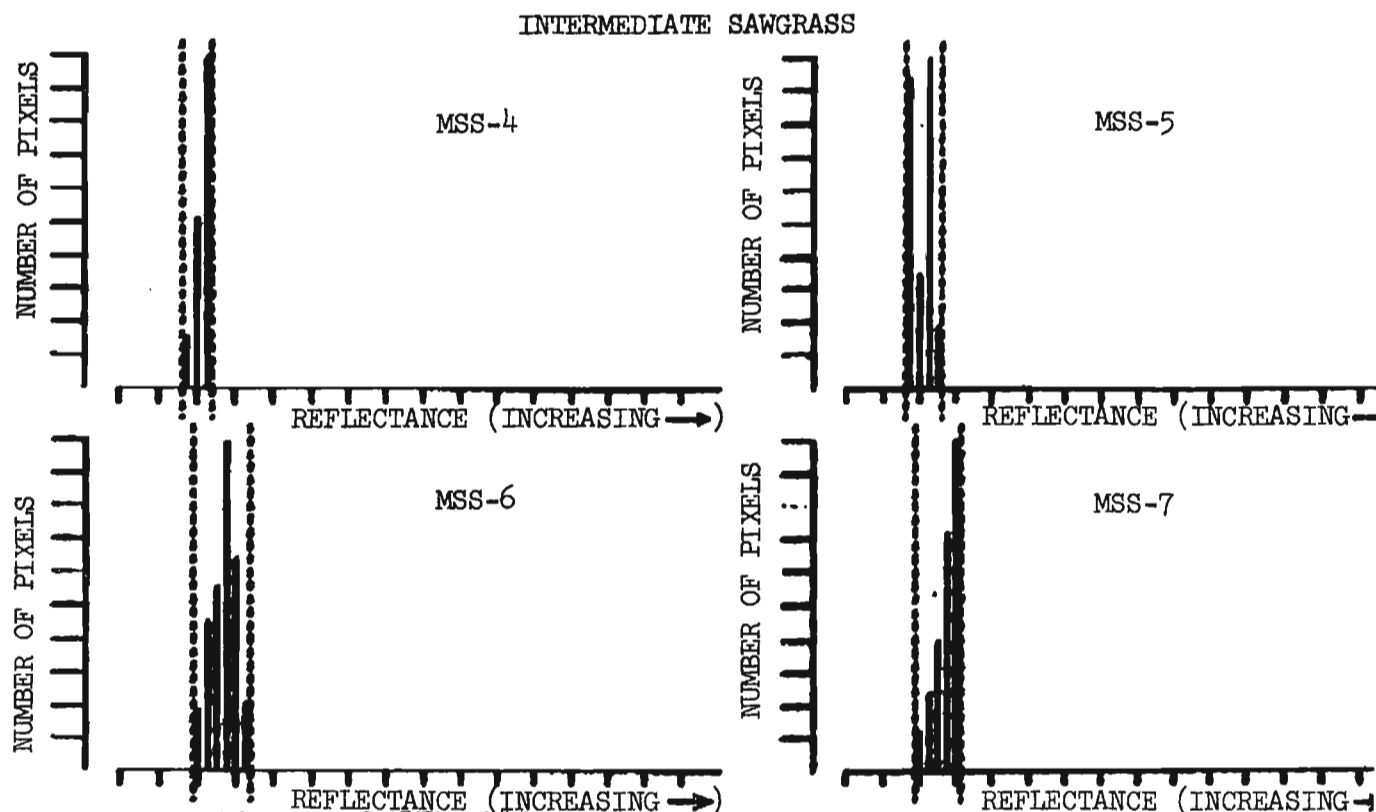 INTERMEDIATE SAWGRASS
NUMBER OF PIXELS
MSS-4
REFLECTANCE (INCREASING →)
NUMBER OF PIXELS
MSS-5
REFLECTANCE (INCREASING
NUMBER OF PIXELS
MSS-6
REFLECTANCE (INCREASING →)
NUMBER OF PIXELS
MSS-7
REFLECTANCE (INCREASING